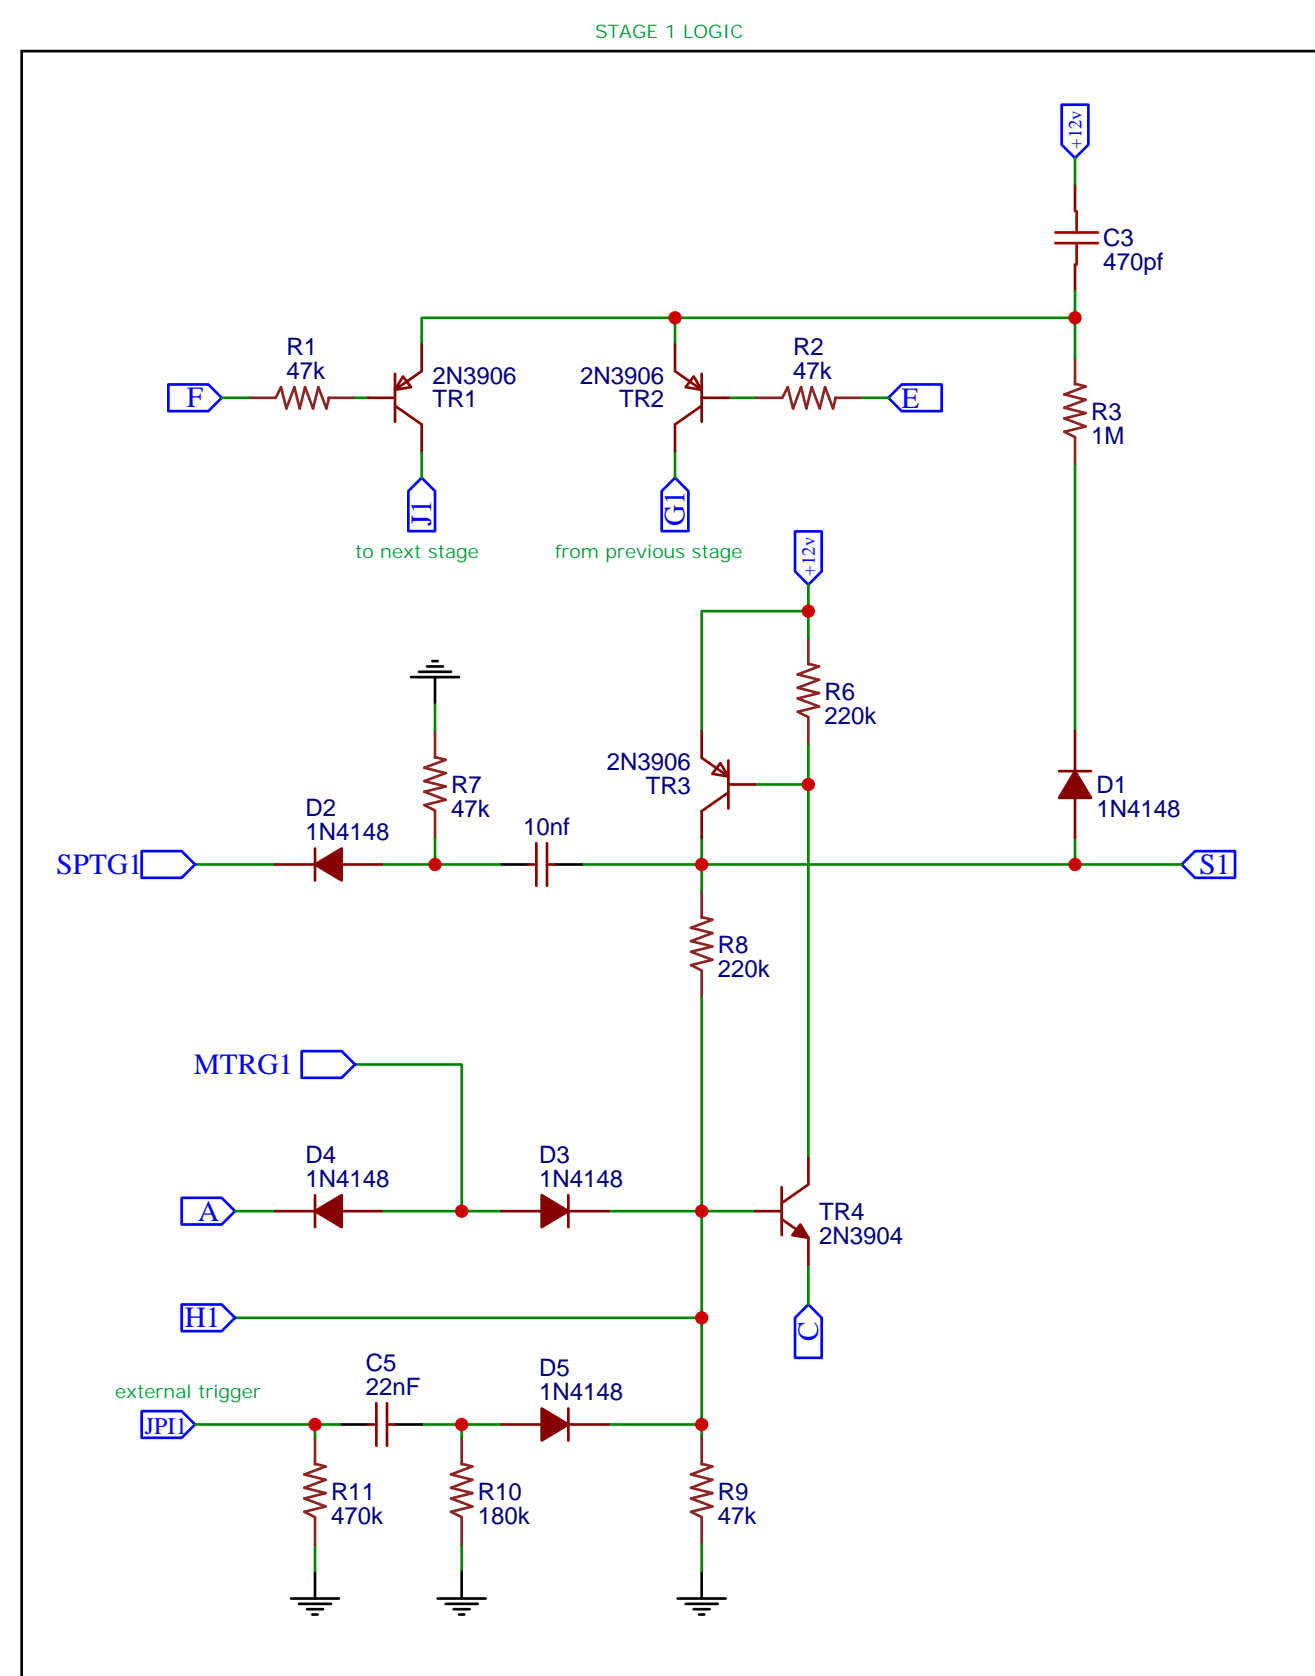 STAGE 1 LOGIC
+12v
C3
470pf
R1
47k
F
2N3906
TR1
2N3906
TR2
R2
47k
E
R3
1M
J1
G1
to next stage
from previous stage
+12v
R6
220k
2N3906
TR3
R7
47k
D1
1N4148
D2
1N4148
10nf
SPTG1
S1
R8
220k
MTRG1
D4
1N4148
D3
1N4148
A
TR4
2N3904
H1
C
C5
22nF
D5
1N4148
external trigger
JPI1
R11
470k
R10
180k
R9
47k